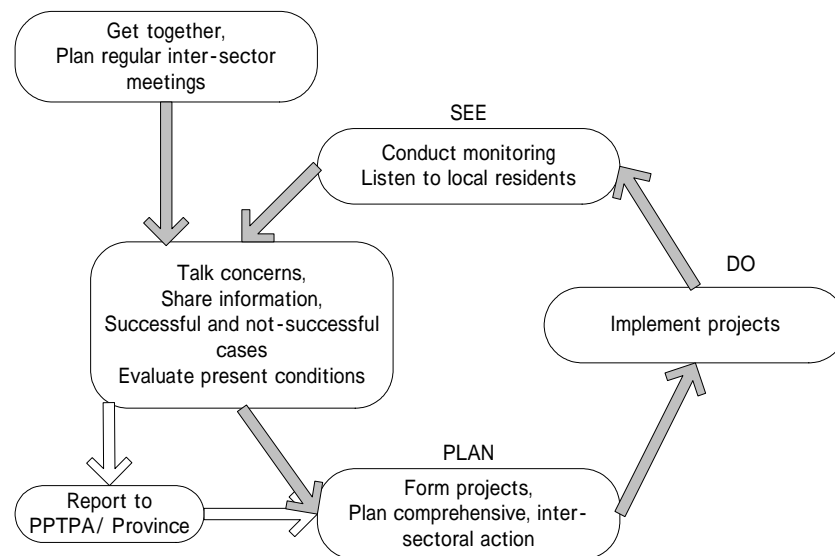 Get together,
Plan regular inter-sector
meetings
SEE
Conduct monitoring
Listen to local residents
Talk concerns,
Share information,
Successful and not-successful
cases
Evaluate present conditions
DO
Implement projects
PLAN
Form projects,
Plan comprehensive, inter-
sectoral action
Report to
PPTPA/ Province